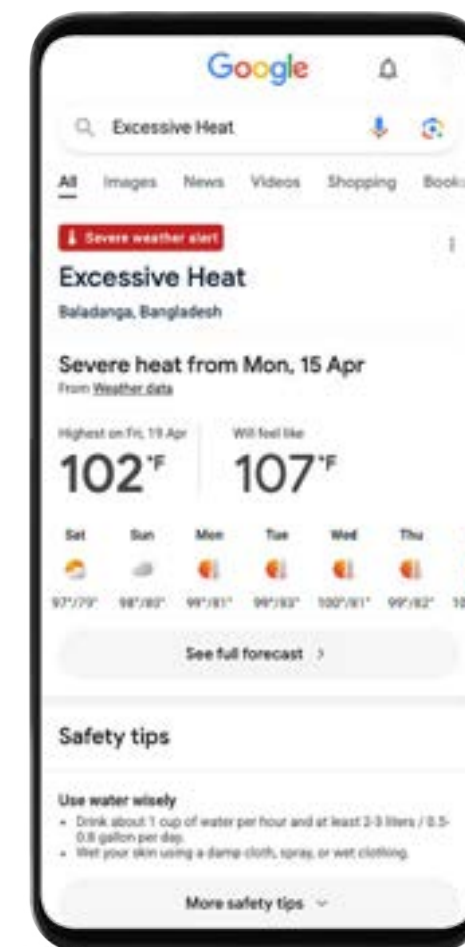 Google
Excessive Heat
All Images News Videos Shopping Book
Severe weather alert
Excessive Heat
Baladanga, Bangladesh
Severe heat from Mon, 15 Apr
From Weather data
Highest on Fri, 19 Apr Will feel like
102°F 107°F
Sat Sun Mon Tue Wed Thu
97°/79° 98°/80° 99°/81° 99°/83° 100°/81° 99°/82° 10
See full forecast >
Safety tips
Use water wisely
• Drink about 1 cup of water per hour and at least 2-3 liters / 0.5-
0.8 gallon per day.
• Wet your skin using a damp cloth, spray, or wet clothing.
More safety tips